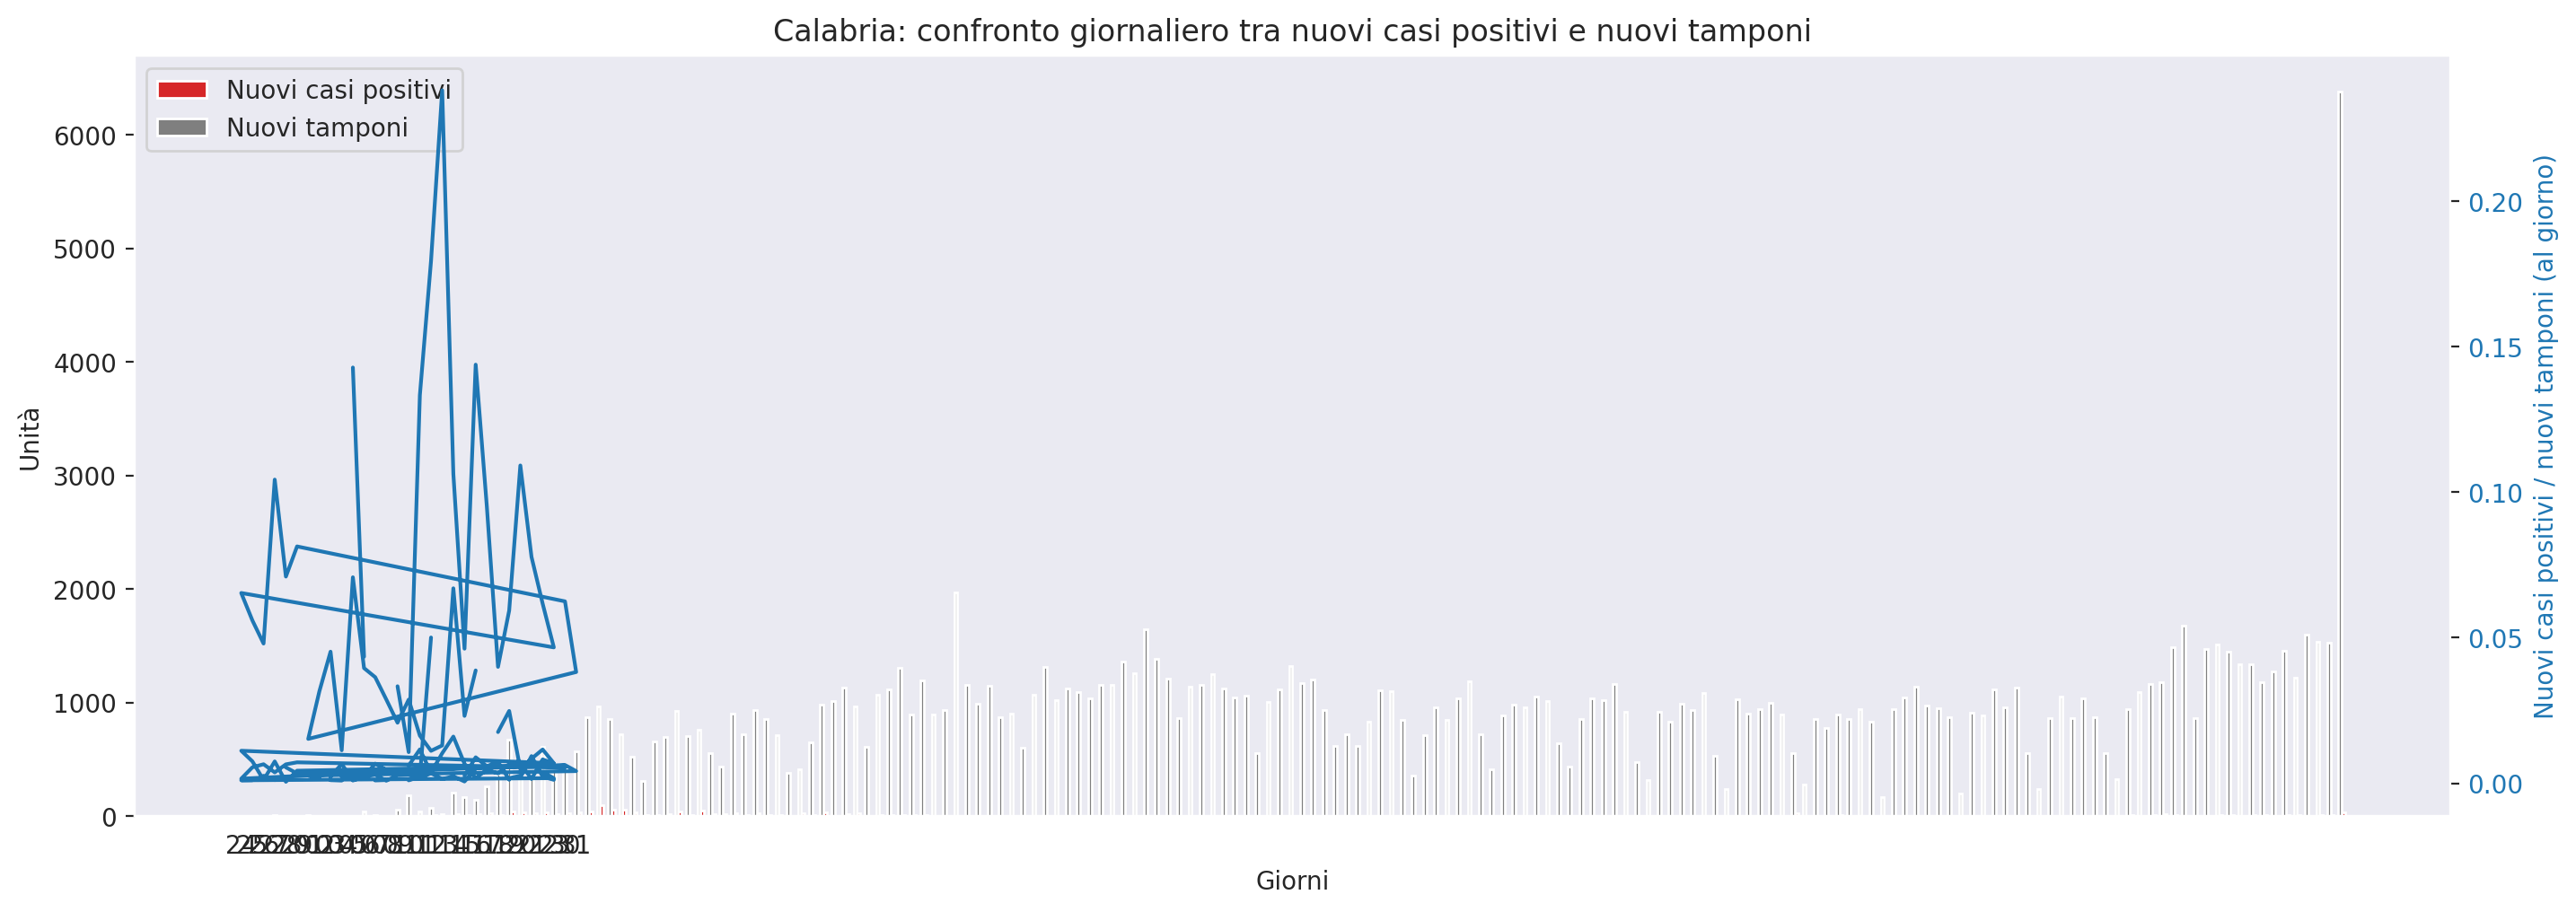 Calabria: confronto giornaliero tra nuovi casi positivi e nuovi tamponi
Nuovi casi positivi
Nuovi tamponi
Unità
6000
5000
4000
3000
2000
1000
0
Giorni
0.20
0.15
0.10
0.05
0.00
Nuovi casi positivi / nuovi tamponi (al giorno)